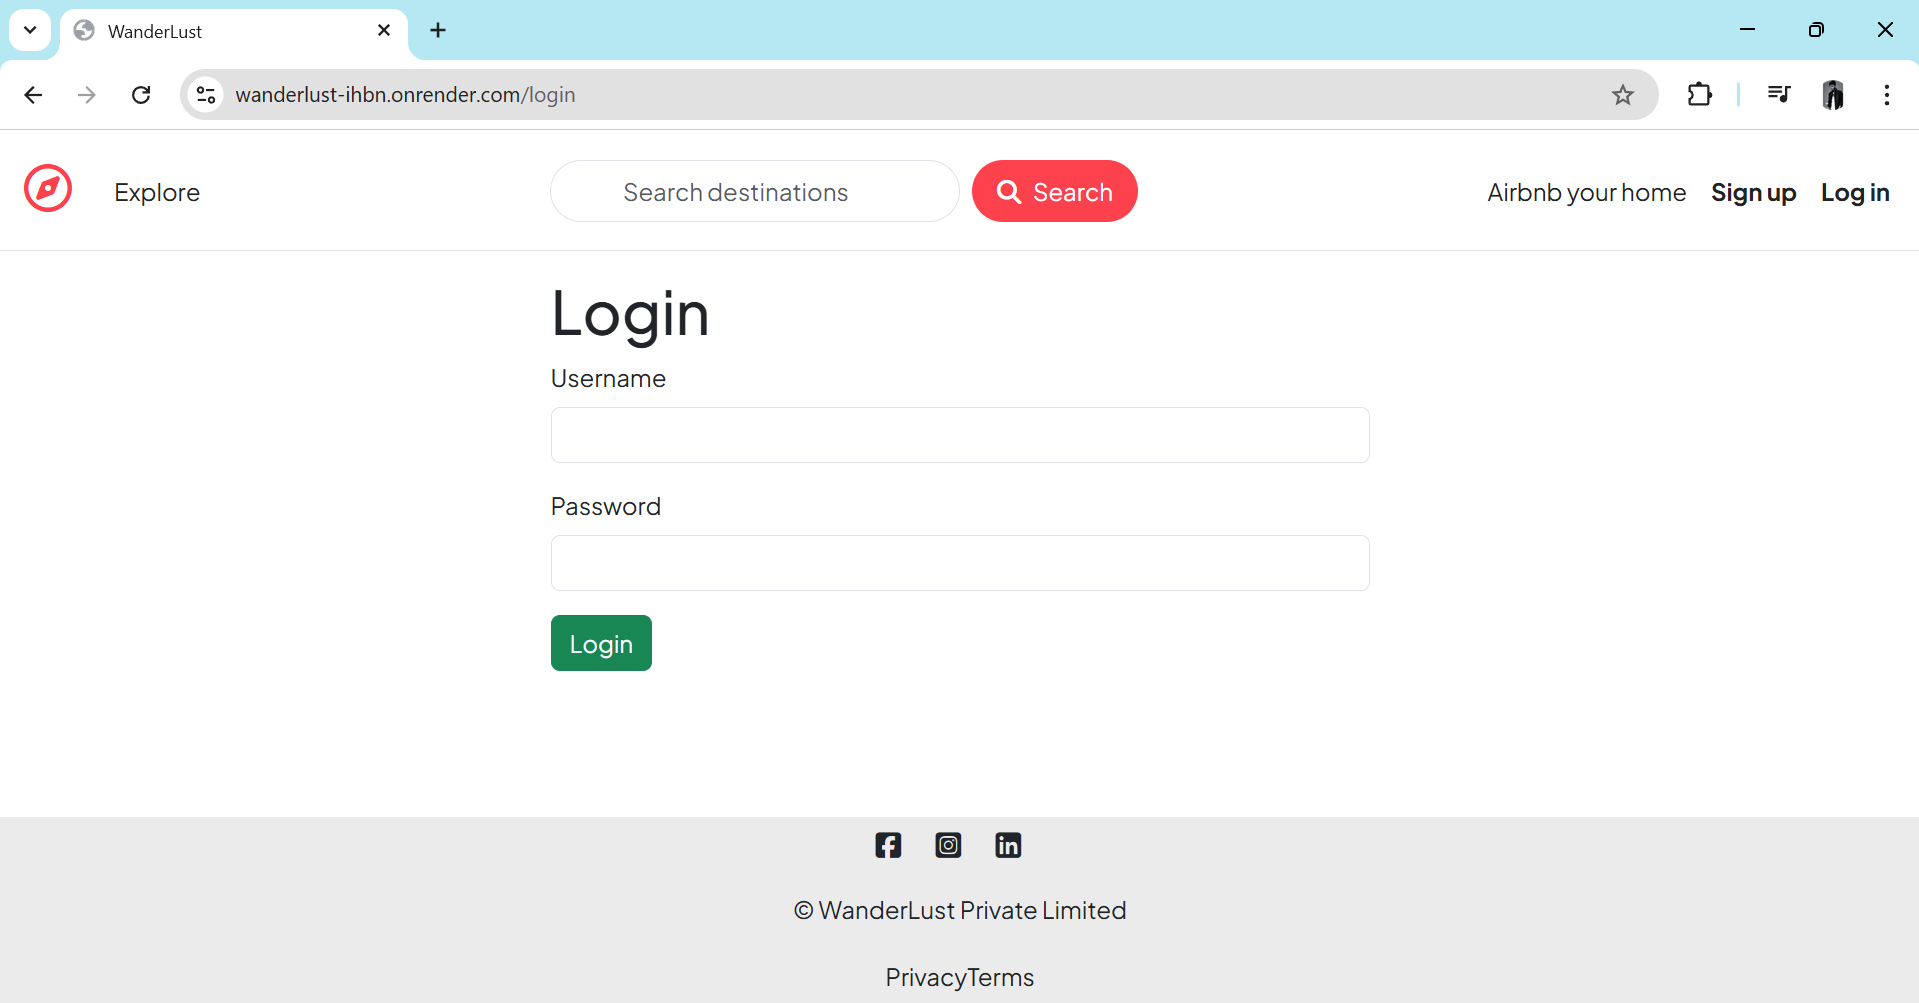 WanderLust
wanderlust-ihbn.onrender.com/login
Explore Search destinations Search Airbnb your home Sign up Log in
Login
Username
Password
Login
© WanderLust Private Limited
PrivacyTerms